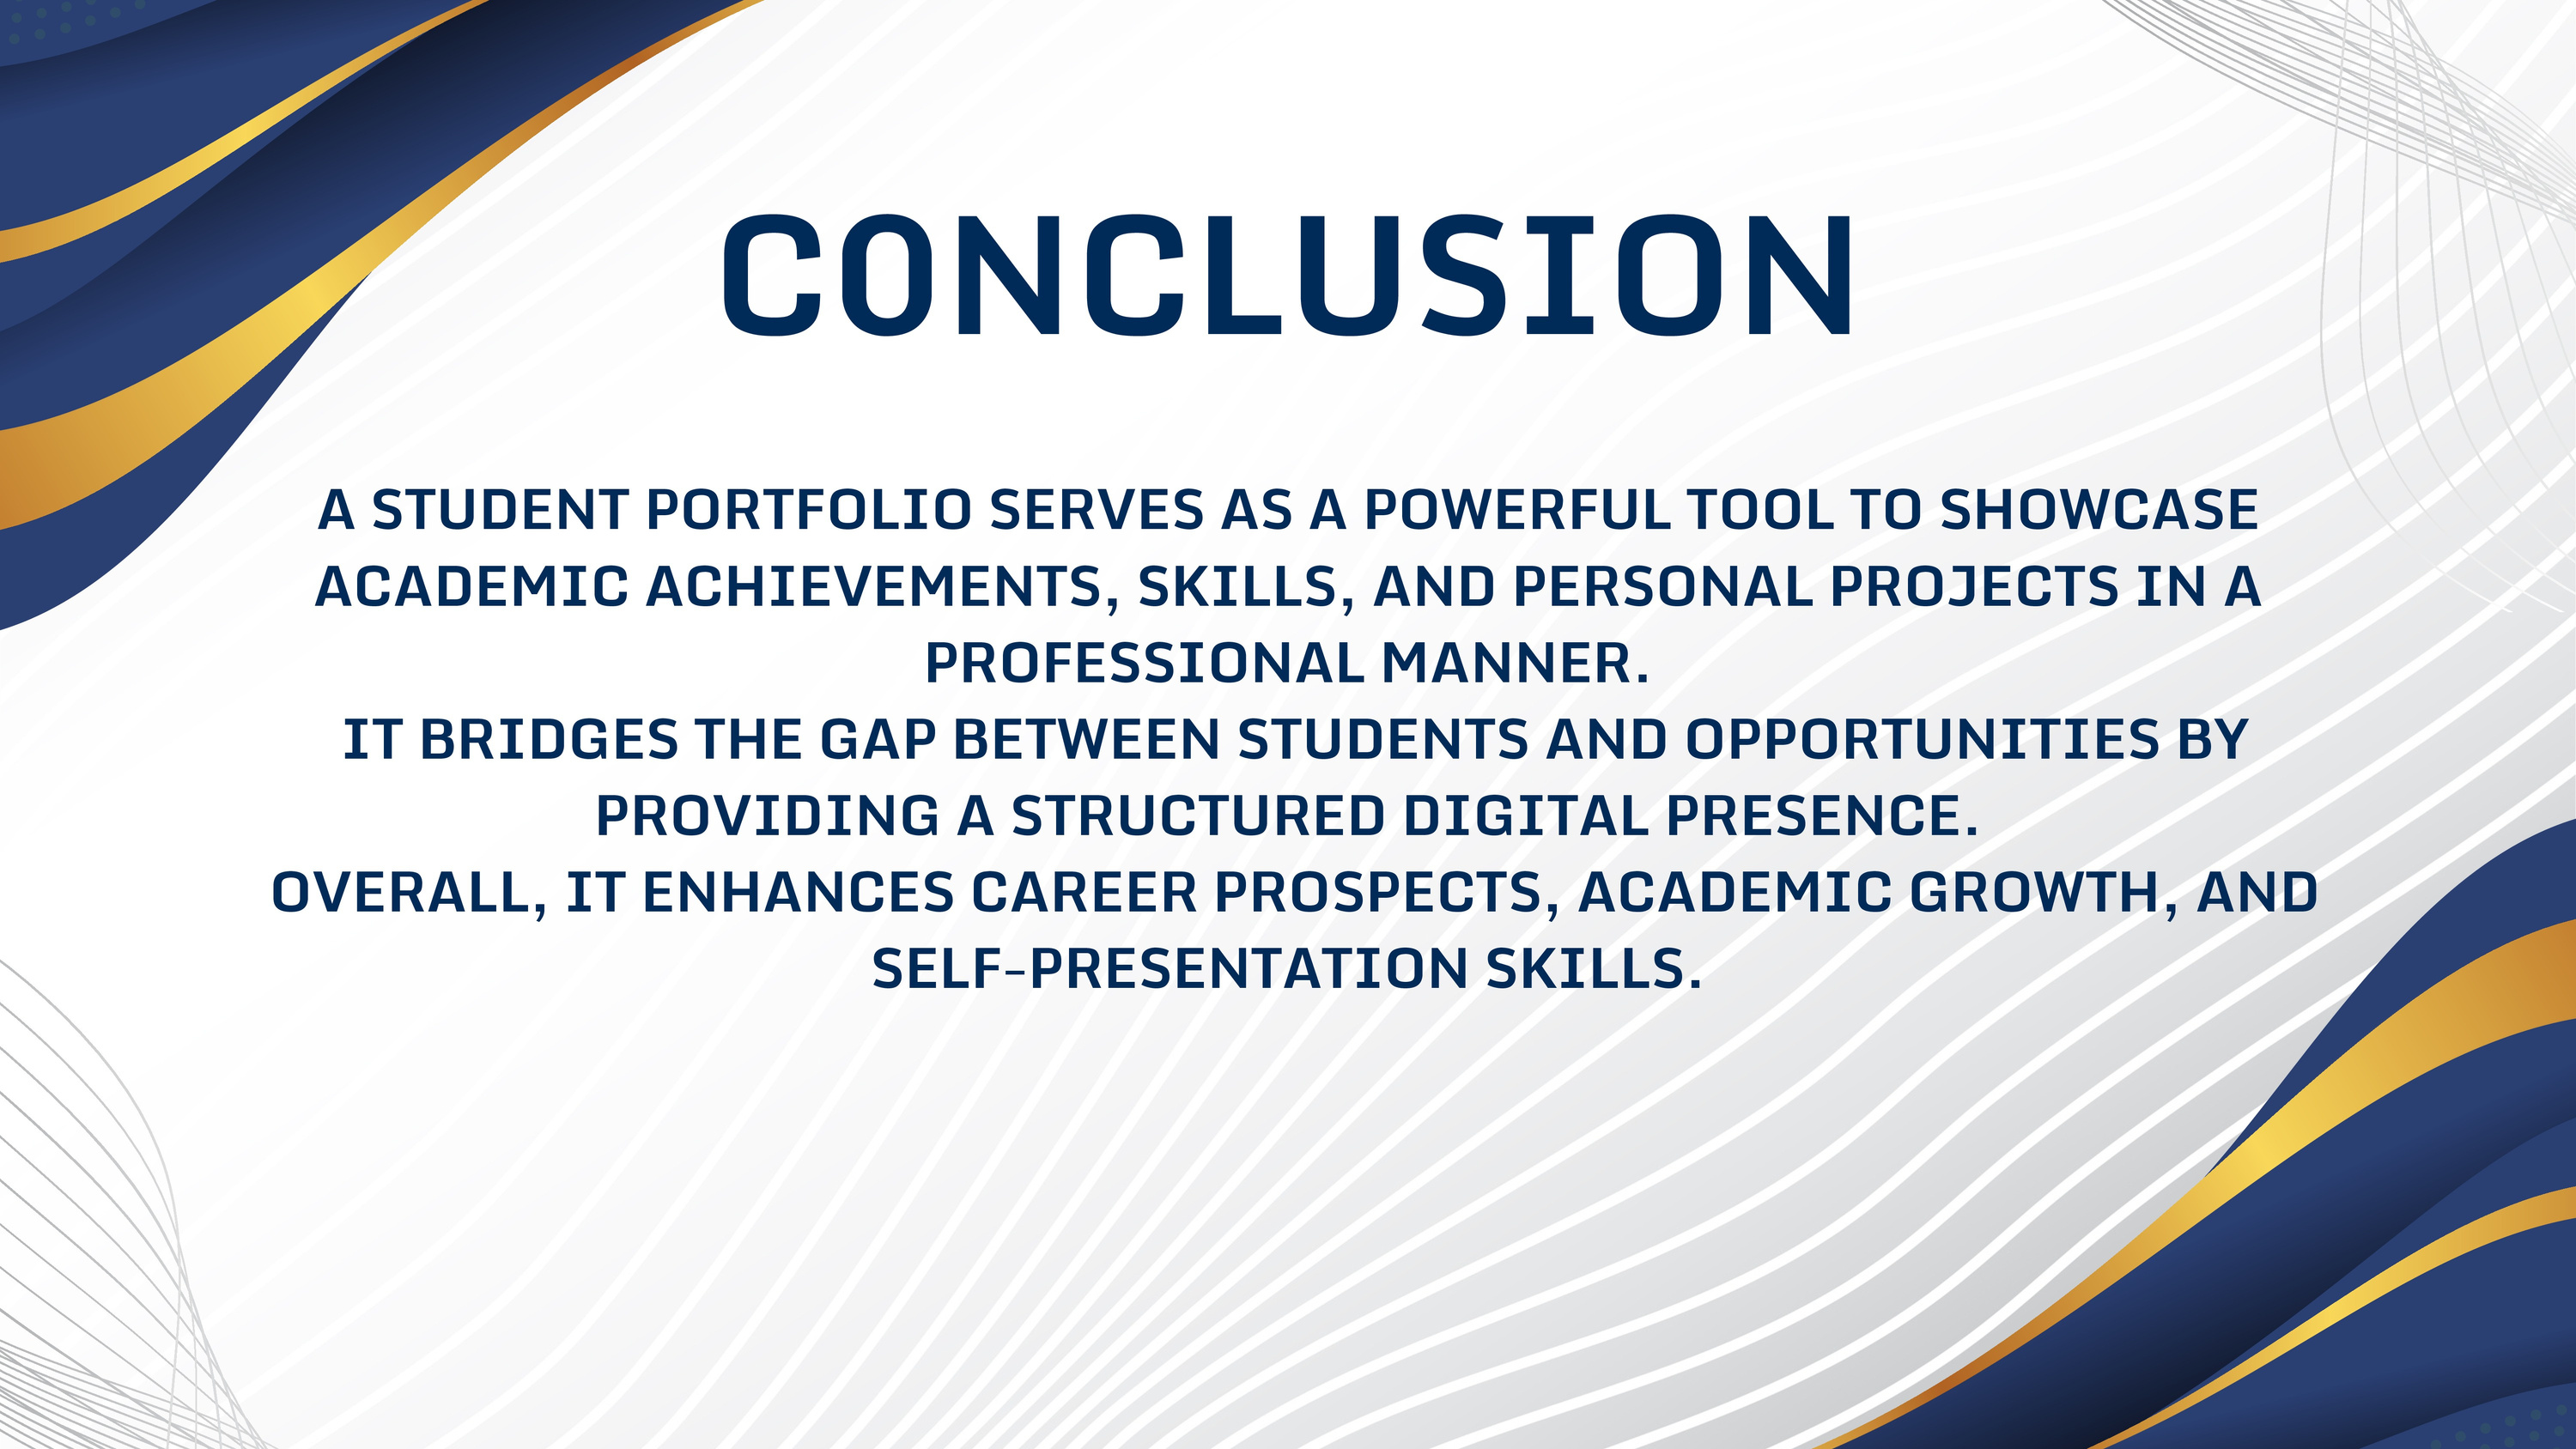 C0NCLUSION
A STUDENT PORTFOLIO SERVES AS A POWERFUL TOOL TO SHOWCASE
ACADEMIC ACHIEVEMENTS, SKILLS, AND PERSONAL PROJECTS IN A
PROFESSIONAL MANNER.
IT BRIDGES THE GAP BETWEEN STUDENTS AND OPPORTUNITIES BY
PROVIDING A STRUCTURED DIGITAL PRESENCE.
OVERALL, IT ENHANCES CAREER PROSPECTS, ACADEMIC GROWTH, AND
SELF-PRESENTATION SKILLS.